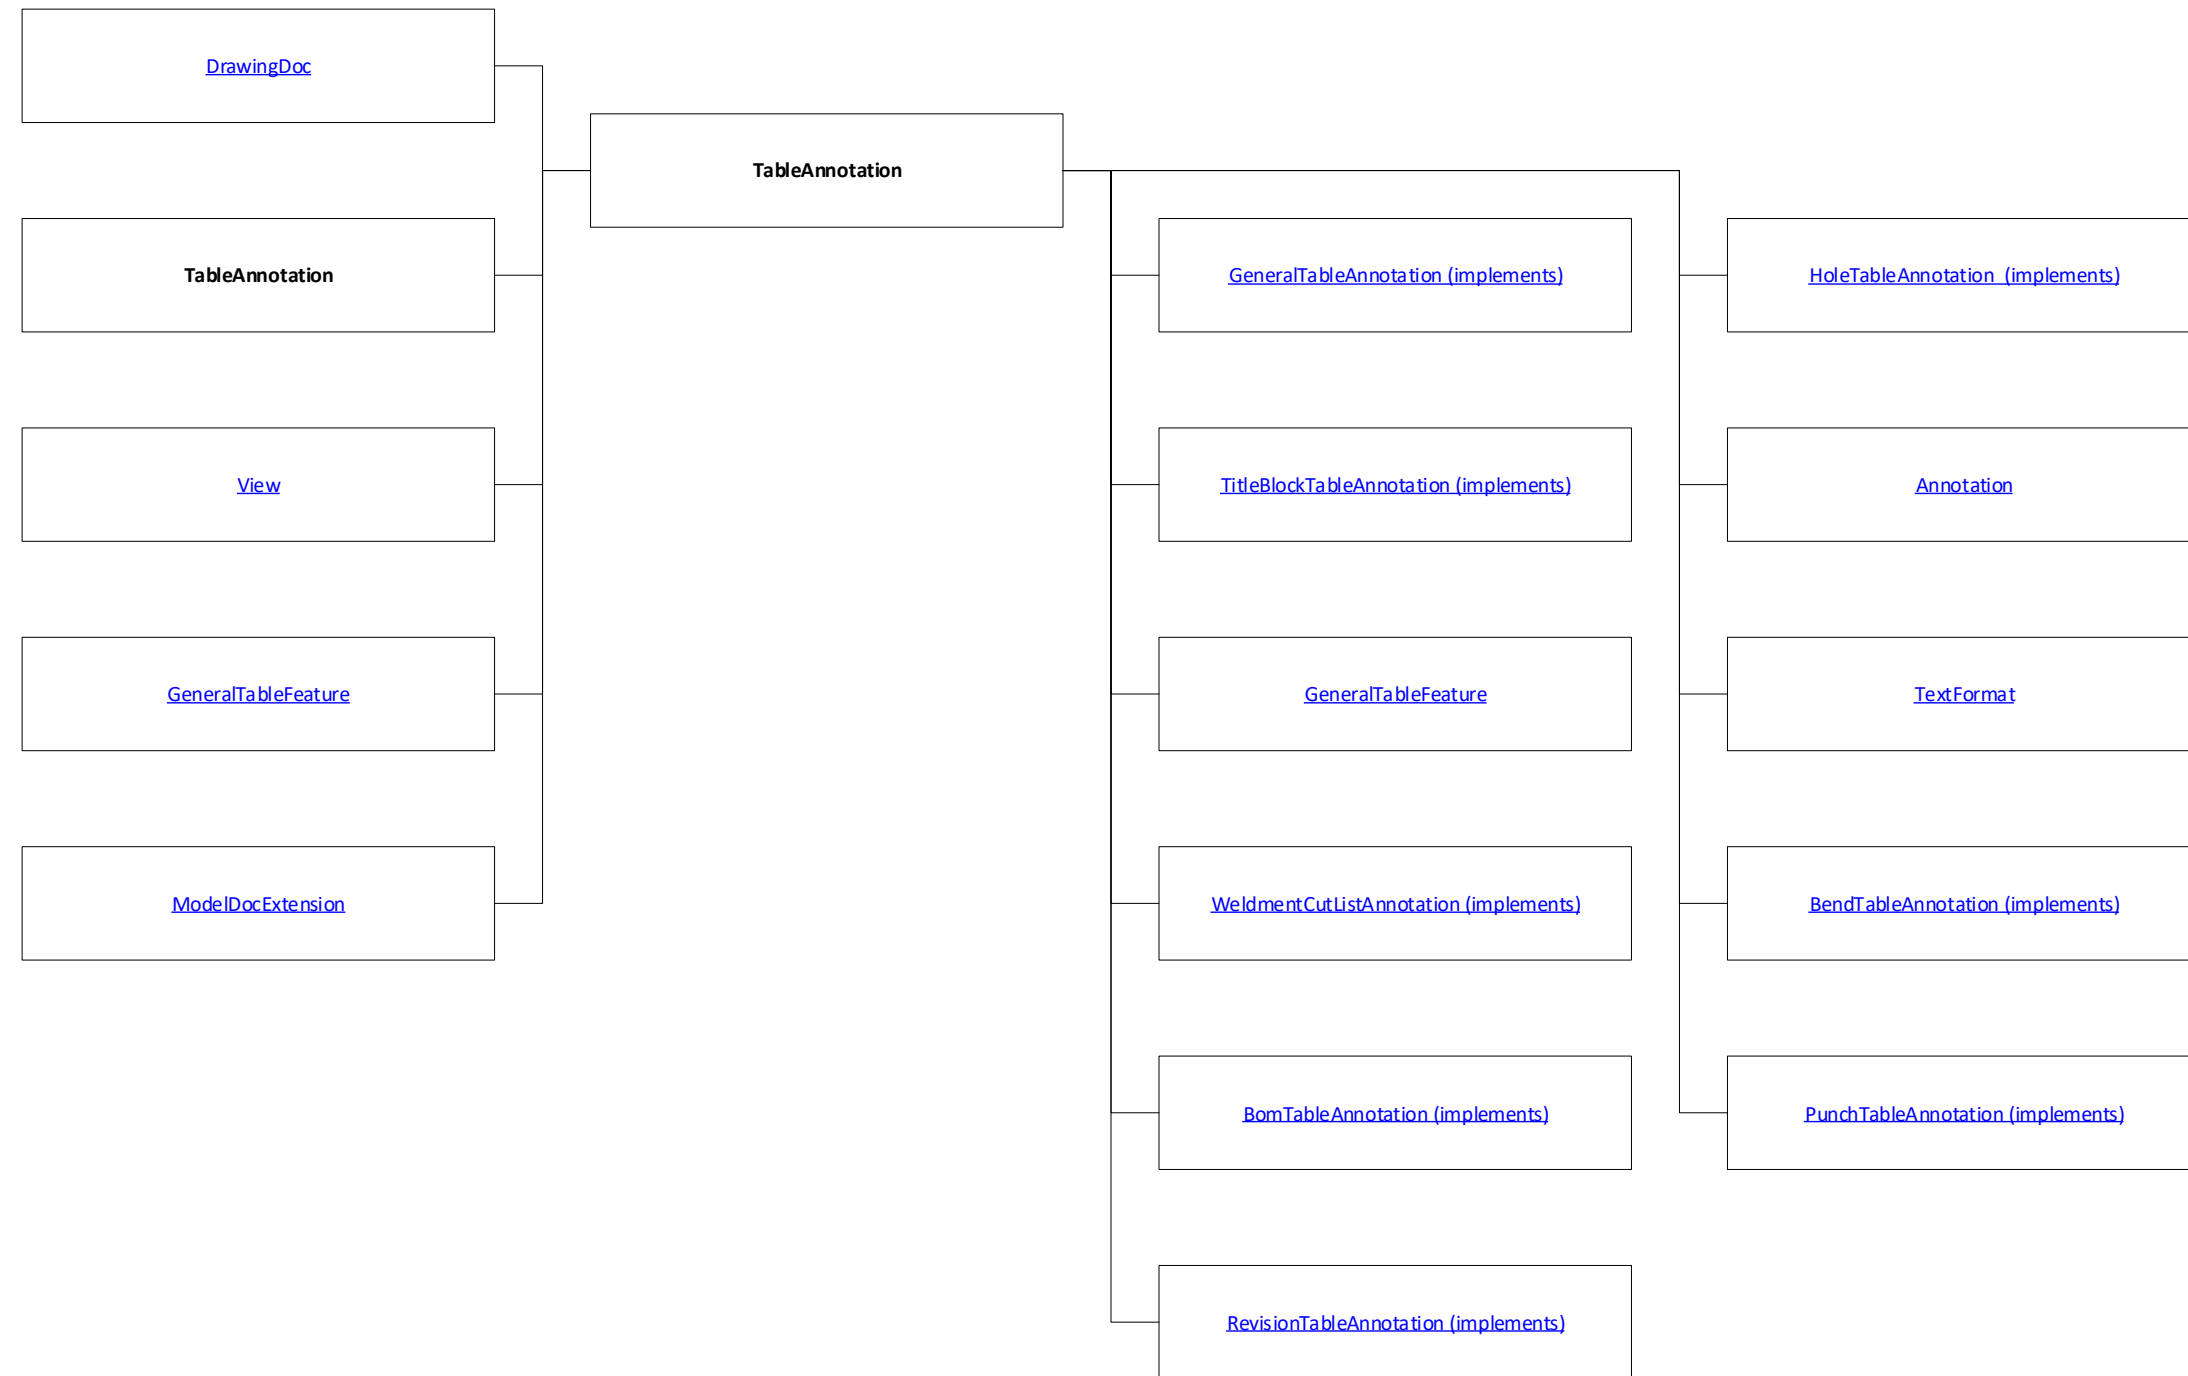 DrawingDoc
TableAnnotation
TableAnnotation
GeneralTableAnnotation (implements)
HoleTableAnnotation  (implements)
View
TitleBlockTableAnnotation (implements)
Annotation
GeneralTableFeature
GeneralTableFeature
TextFormat
ModelDocExtension
WeldmentCutListAnnotation (implements)
BendTableAnnotation (implements)
BomTableAnnotation (implements)
PunchTableAnnotation (implements)
RevisionTableAnnotation (implements)